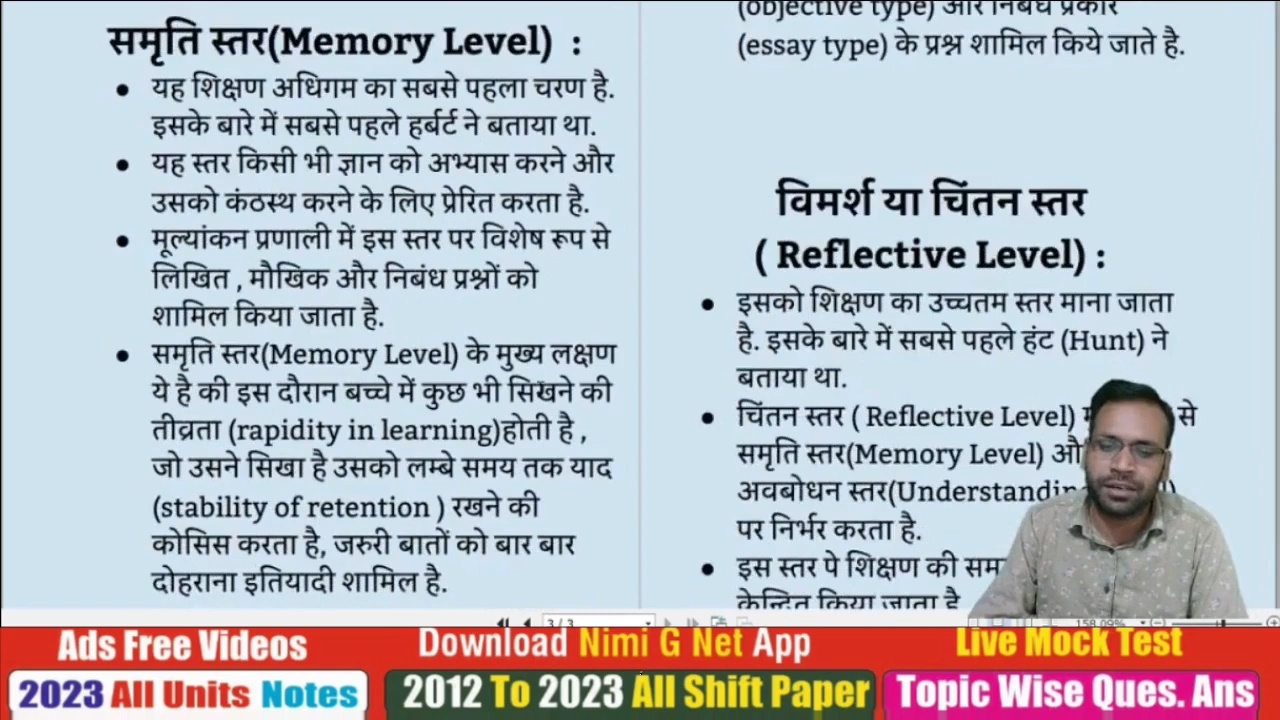 समृति स्तर(Memory Level) :
• यह शिक्षण अधिगम का सबसे पहला चरण है.
इसके बारे में सबसे पहले हर्बर्ट ने बताया था.
• यह स्तर किसी भी ज्ञान को अभ्यास करने और
उसको कंठस्थ करने के लिए प्रेरित करता है.
• मूल्यांकन प्रणाली में इस स्तर पर विशेष रूप से
लिखित , मौखिक और निबंध प्रश्नों को
शामिल किया जाता है.
• समृति स्तर(Memory Level) के मुख्य लक्षण
ये है की इस दौरान बच्चे में कुछ भी सिखने की
तीव्रता (rapidity in learning)होती है ,
जो उसने सिखा है उसको लम्बे समय तक याद
(stability of retention ) रखने की
कोसिस करता है, जरुरी बातों को बार बार
दोहराना इतियादी शामिल है.
(objective type) और निबंध प्रकार
(essay type) के प्रश्न शामिल किये जाते है.
विमर्श या चिंतन स्तर
( Reflective Level) :
• इसको शिक्षण का उच्चतम स्तर माना जाता
है. इसके बारे में सबसे पहले हंट (Hunt) ने
बताया था.
• चिंतन स्तर ( Reflective Level) से
समृति स्तर(Memory Level)
अवबोधन स्तर(Understanding
पर निर्भर करता है.
• इस स्तर पे शिक्षण की
केन्द्रित किया जाता है
3 / 3
158.09%
Ads Free Videos
Download Nimi G Net App
Live Mock Test
2023 All Units Notes
2012 To 2023 All Shift Paper
Topic Wise Ques. Ans